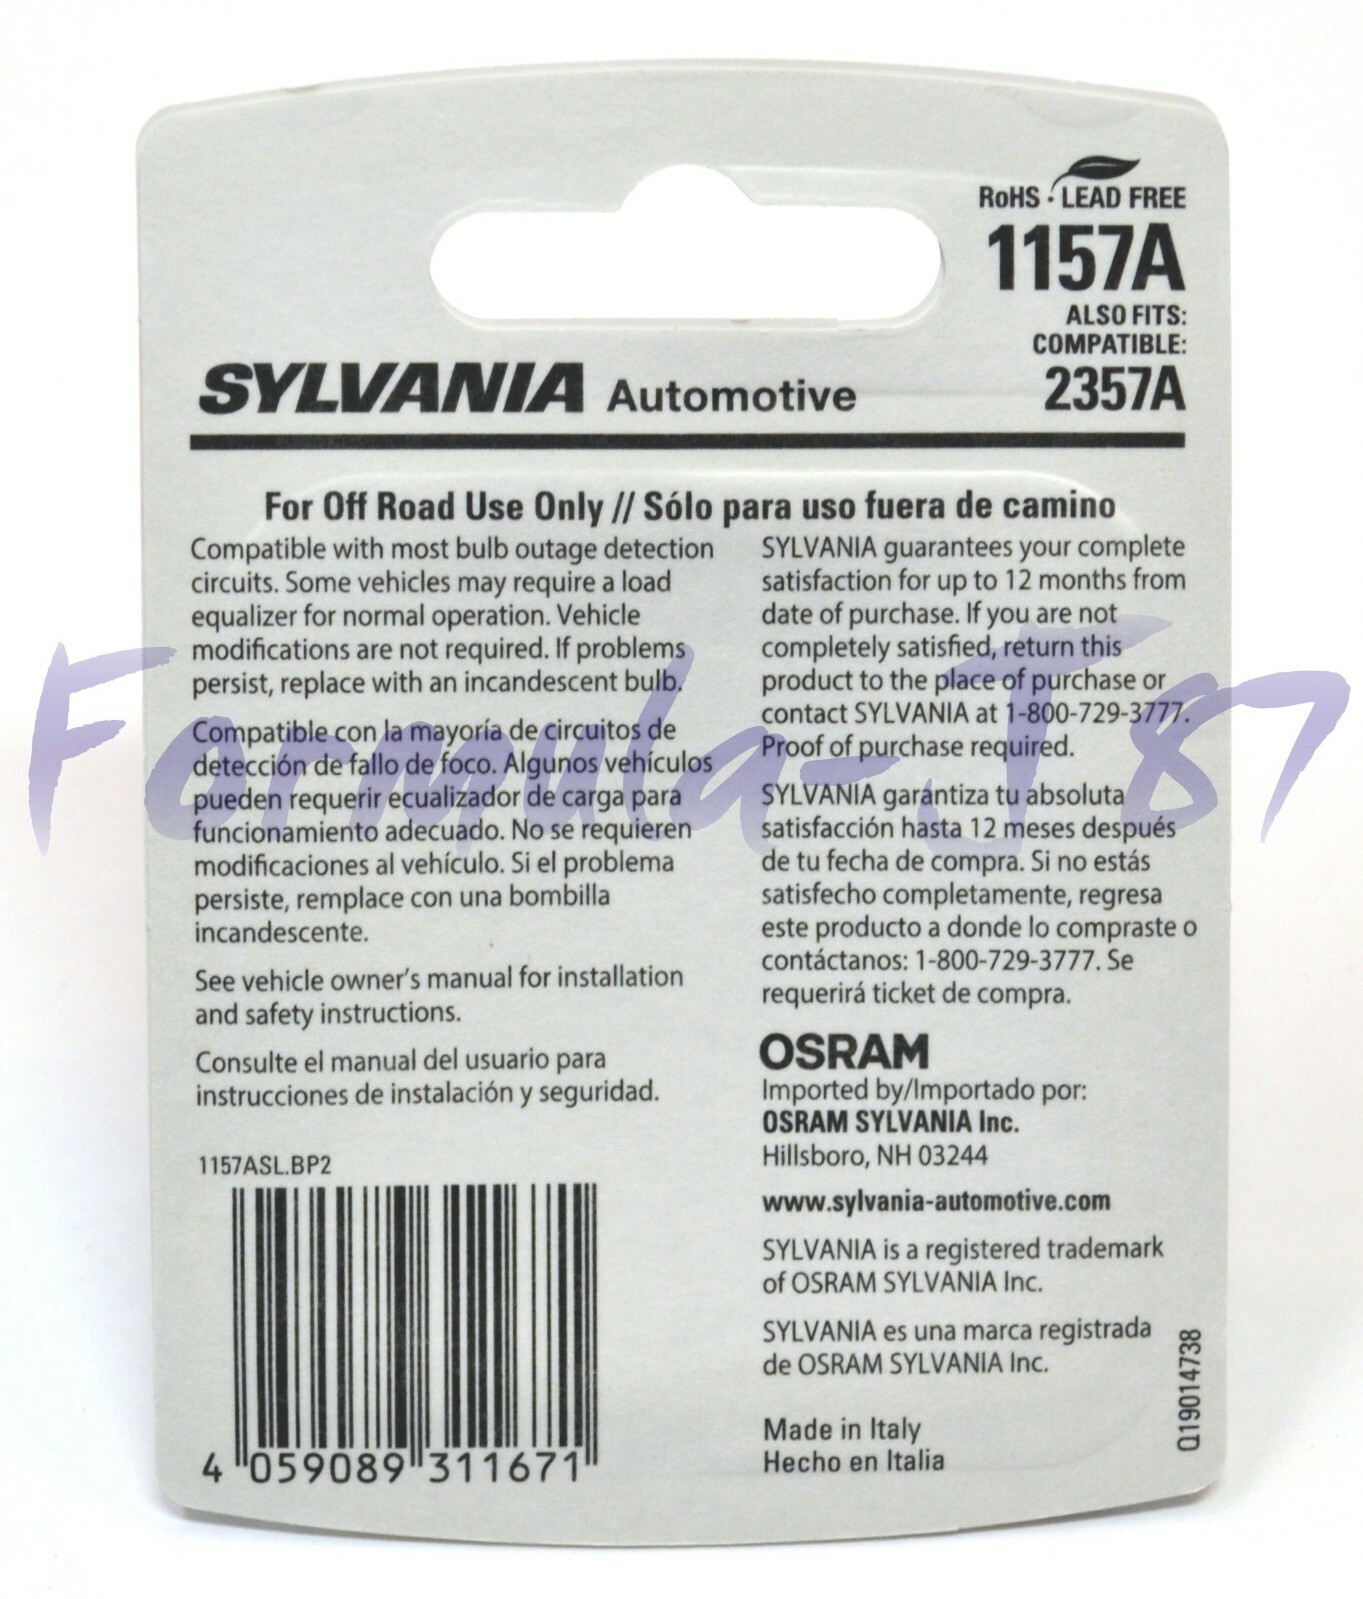 RoHS · LEAD FREE
1157A
ALSO FITS:
COMPATIBLE:
2357A
SYLVANIA Automotive
For Off Road Use Only // Sólo para uso fuera de camino
Compatible with most bulb outage detection
circuits. Some vehicles may require a load
equalizer for normal operation. Vehicle
modifications are not required. If problems
persist, replace with an incandescent bulb.
Compatible con la mayoría de circuitos de
detección de fallo de foco. Algunos vehículos
pueden requerir ecualizador de carga para
funcionamiento adecuado. No se requieren
modificaciones al vehículo. Si el problema
persiste, remplace con una bombilla
incandescente.
See vehicle owner's manual for installation
and safety instructions.
Consulte el manual del usuario para
instrucciones de instalación y seguridad.
1157ASL.BP2
4 059089 311671
SYLVANIA guarantees your complete
satisfaction for up to 12 months from
date of purchase. If you are not
completely satisfied, return this
product to the place of purchase or
contact SYLVANIA at 1-800-729-3777.
Proof of purchase required.
SYLVANIA garantiza tu absoluta
satisfacción hasta 12 meses después
de tu fecha de compra. Si no estás
satisfecho completamente, regresa
este producto a donde lo compraste o
contáctanos: 1-800-729-3777. Se
requerirá ticket de compra.
OSRAM
Imported by/Importado por:
OSRAM SYLVANIA Inc.
Hillsboro, NH 03244
www.sylvania-automotive.com
SYLVANIA is a registered trademark
of OSRAM SYLVANIA Inc.
SYLVANIA es una marca registrada
de OSRAM SYLVANIA Inc.
Made in Italy
Hecho en Italia
Q19014738
Formula-J87